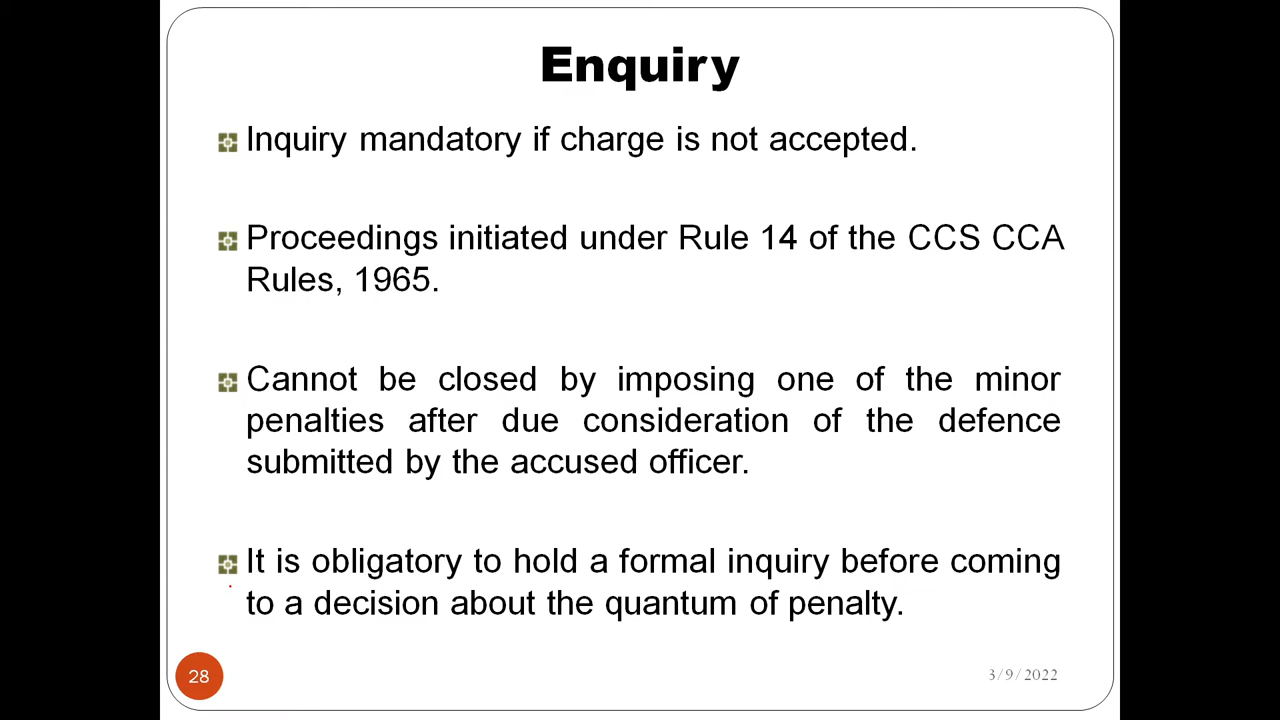 Enquiry
Inquiry mandatory if charge is not accepted.
Proceedings initiated under Rule 14 of the CCS CCA
Rules, 1965.
Cannot be closed by imposing one of the minor
penalties after due consideration of the defence
submitted by the accused officer.
It is obligatory to hold a formal inquiry before coming
to a decision about the quantum of penalty.
28
3/9/2022